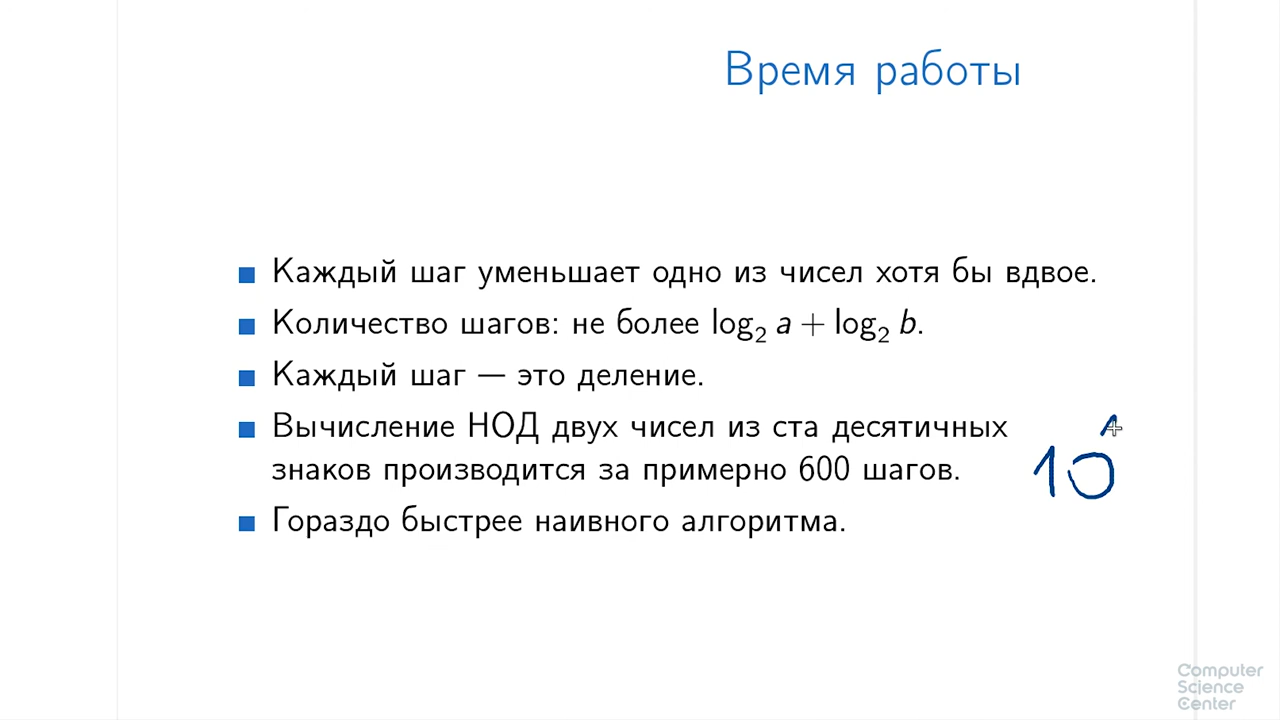 Время работы
Каждый шаг уменьшает одно из чисел хотя бы вдвое.
Количество шагов: не более log₂ a + log₂ b.
Каждый шаг — это деление.
Вычисление НОД двух чисел из ста десятичных
знаков производится за примерно 600 шагов.
10
Гораздо быстрее наивного алгоритма.
Computer
Science
Center